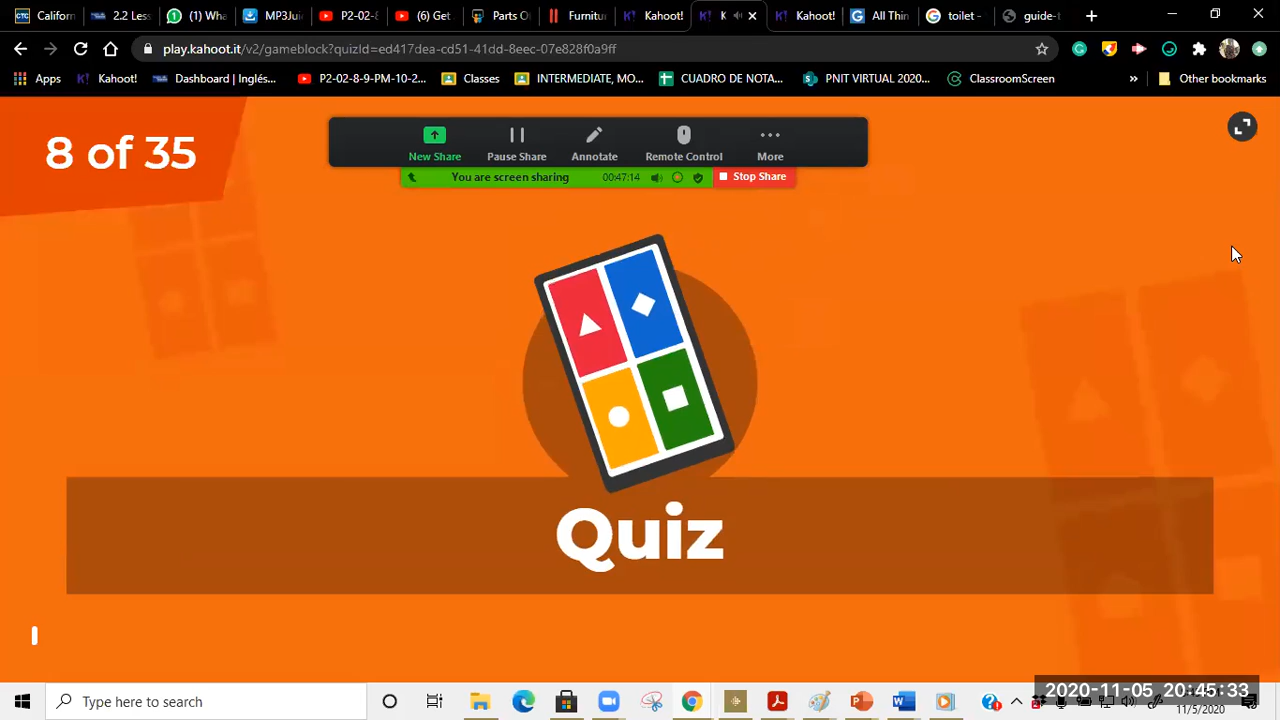 Californ
2.2 Less
(1) Wha
MP3Juic
P2-02-8
(6) Get
Parts O
Furnitu
Kahoot!
K
Kahoot!
All Thin
toilet -
guide-t
play.kahoot.it/v2/gameblock?quizId=ed417dea-cd51-41dd-8eec-07e828f0a9ff
Apps Kahoot! Dashboard | Inglés... P2-02-8-9-PM-10-2... Classes INTERMEDIATE, MO... CUADRO DE NOTA... PNIT VIRTUAL 2020... ClassroomScreen » Other bookmarks
8 of 35
New Share Pause Share Annotate Remote Control More
You are screen sharing 00:47:14 Stop Share
Quiz
Type here to search
2020-11-05 20:45:33
11/5/2020